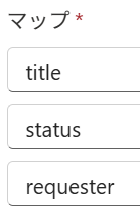 マップ *
title
status
requester